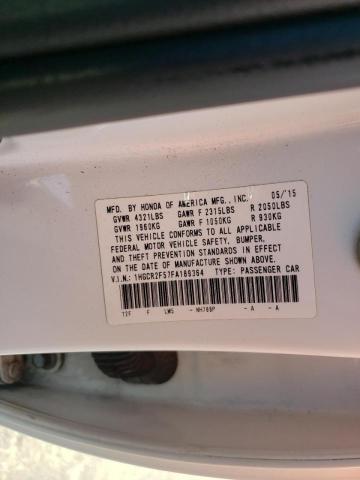 MFD. BY HONDA OF AMERICA MFG., INC. 05/'15
GVWR 4321LBS GAWR F 2315LBS R 2050LBS
GVWR 1960KG GAWR F 1050KG R 930KG
THIS VEHICLE CONFORMS TO ALL APPLICABLE
FEDERAL MOTOR VEHICLE SAFETY, BUMPER,
AND THEFT PREVENTION STANDARDS IN EFFECT
ON THE DATE OF MANUFACTURE SHOWN ABOVE.
V.I.N.: 1HGCR2F57FA189364 TYPE: PASSENGER CAR
T2F F LWS - NH788P - A - A